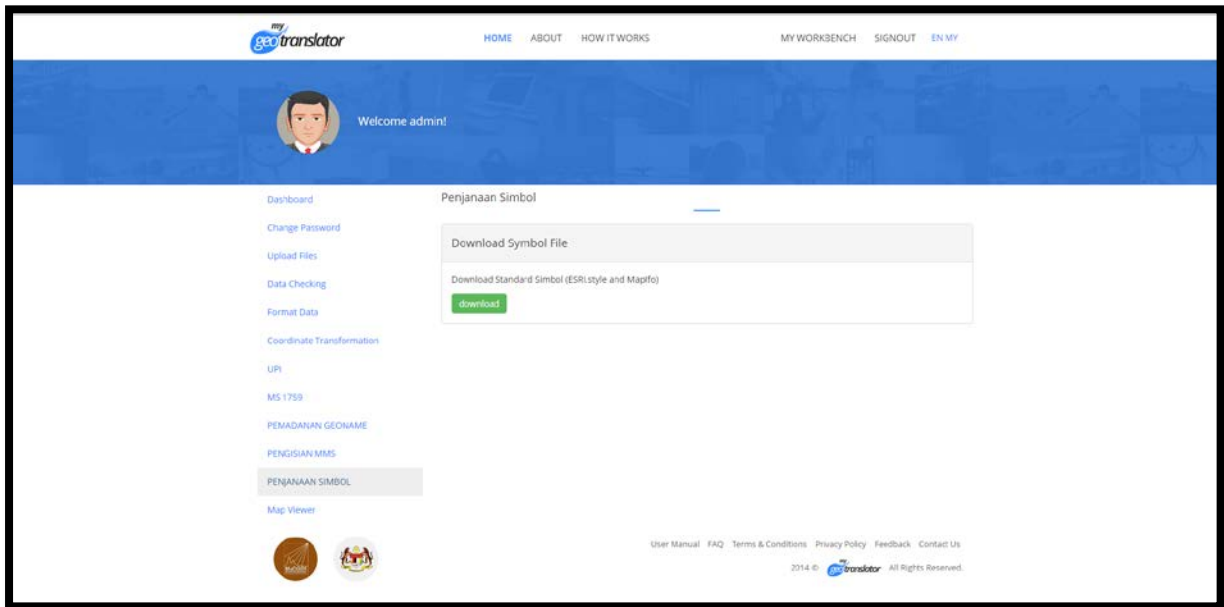 my
geotranslator
HOME ABOUT HOW IT WORKS MY WORKBENCH SIGNOUT EN MY
Welcome admin!
Dashboard
Change Password
Upload Files
Data Checking
Format Data
Coordinate Transformation
UPI
MS 1759
PEMADANAN GEONAME
PENGISIAN MMS
PENJANAAN SIMBOL
Map Viewer
Penjanaan Simbol
Download Symbol File
Download Standard Simbol (ESRI.style and MapIfo)
download
User Manual FAQ Terms & Conditions Privacy Policy Feedback Contact Us
2014 © my geotranslator All Rights Reserved.